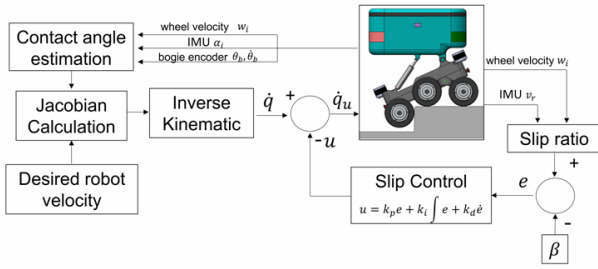 Contact angle
estimation
wheel velocity w_i
IMU α_i
bogie encoder θ_b, θ̇_b
wheel velocity w_i
IMU v_r
Jacobian
Calculation
Inverse
Kinematic
q̇
+
q̇_u
-u
Slip ratio
+
Desired robot
velocity
Slip Control
u = k_p e + k_i ∫ e + k_d ė
e
-
β